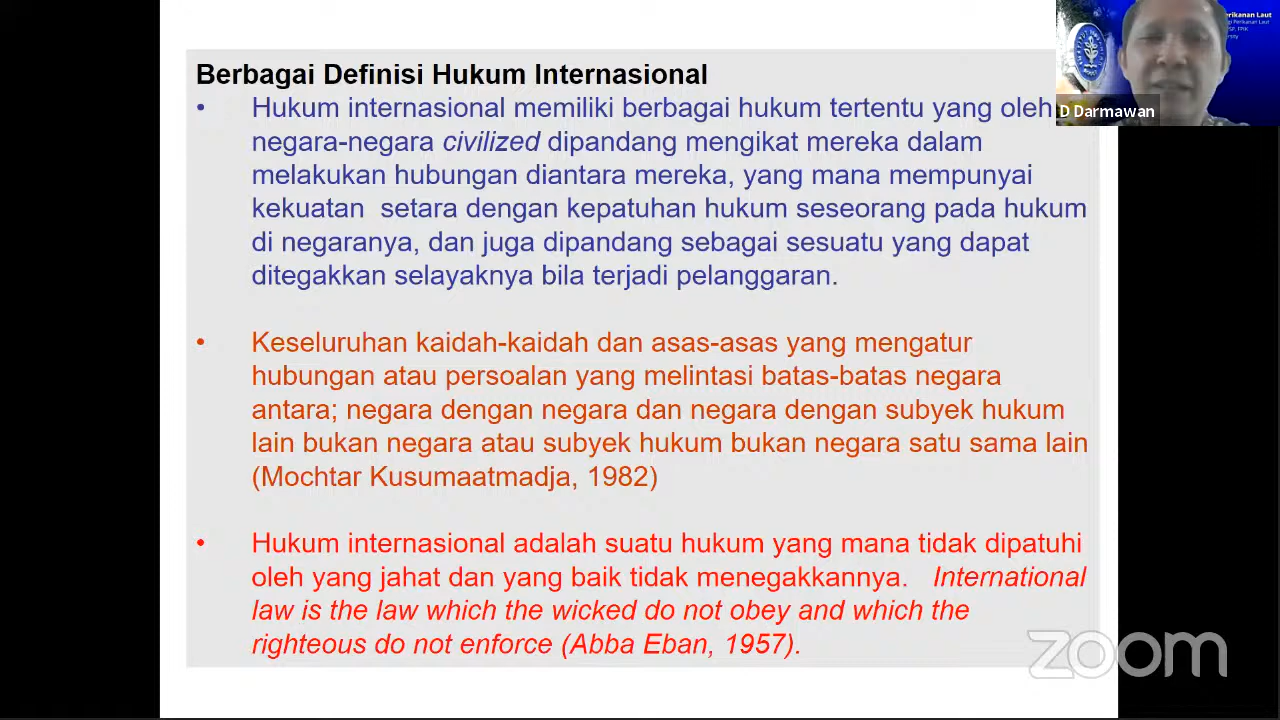 Berbagai Definisi Hukum Internasional
• Hukum internasional memiliki berbagai hukum tertentu yang oleh
negara-negara civilized dipandang mengikat mereka dalam
melakukan hubungan diantara mereka, yang mana mempunyai
kekuatan setara dengan kepatuhan hukum seseorang pada hukum
di negaranya, dan juga dipandang sebagai sesuatu yang dapat
ditegakkan selayaknya bila terjadi pelanggaran.
• Keseluruhan kaidah-kaidah dan asas-asas yang mengatur
hubungan atau persoalan yang melintasi batas-batas negara
antara; negara dengan negara dan negara dengan subyek hukum
lain bukan negara atau subyek hukum bukan negara satu sama lain
(Mochtar Kusumaatmadja, 1982)
• Hukum internasional adalah suatu hukum yang mana tidak dipatuhi
oleh yang jahat dan yang baik tidak menegakkannya. International
law is the law which the wicked do not obey and which the
righteous do not enforce (Abba Eban, 1957).
Perikanan Laut
D Darmawan
zoom